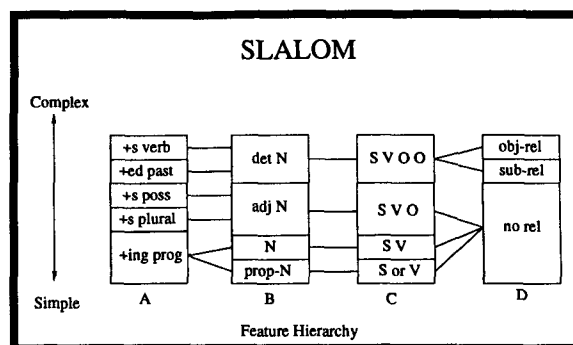 SLALOM
Complex
Simple
+s verb
+ed past
+s poss
+s plural
+ing prog
A
det N
adj N
N
prop-N
B
S V O O
S V O
S V
S or V
C
obj-rel
sub-rel
no rel
D
Feature Hierarchy